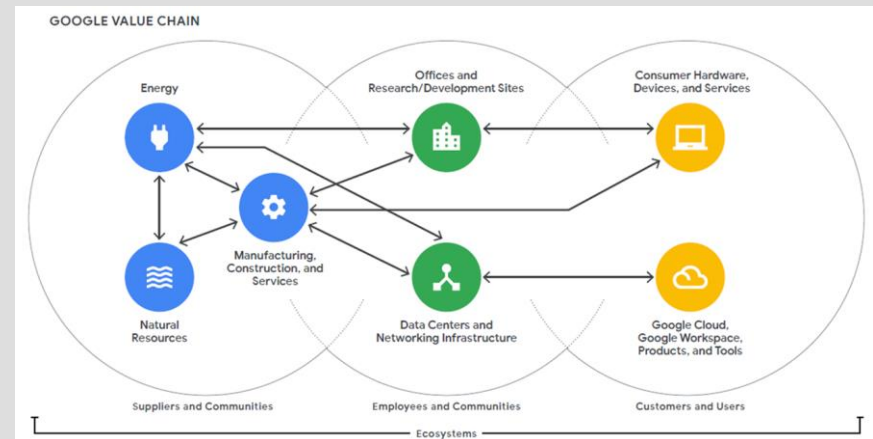 GOOGLE VALUE CHAIN
Energy
Offices and
Research/Development Sites
Consumer Hardware,
Devices, and Services
Manufacturing,
Construction, and
Services
Natural
Resources
Data Centers and
Networking Infrastructure
Google Cloud,
Google Workspace,
Products, and Tools
Suppliers and Communities
Employees and Communities
Customers and Users
Ecosystems